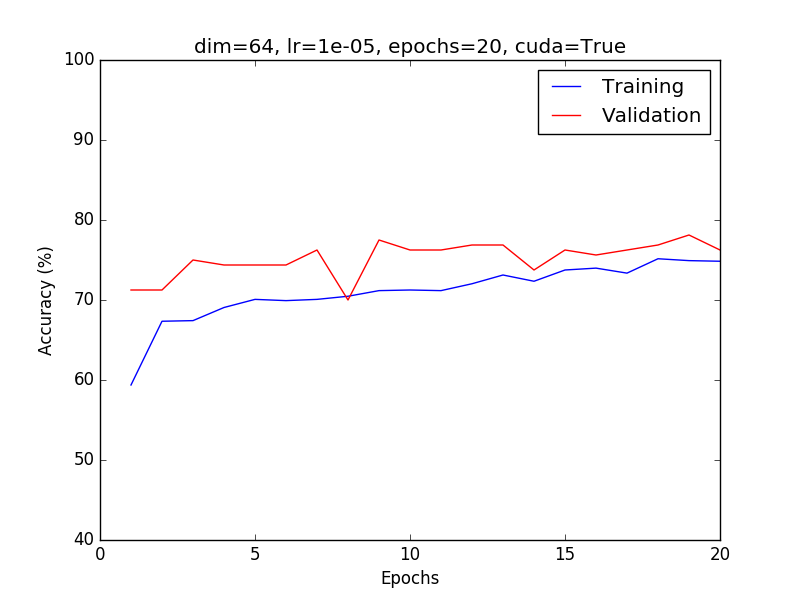 dim=64, lr=1e-05, epochs=20, cuda=True
100
90
80
70
60
50
40
Accuracy (%)
Training
Validation
0 5 10 15 20
Epochs